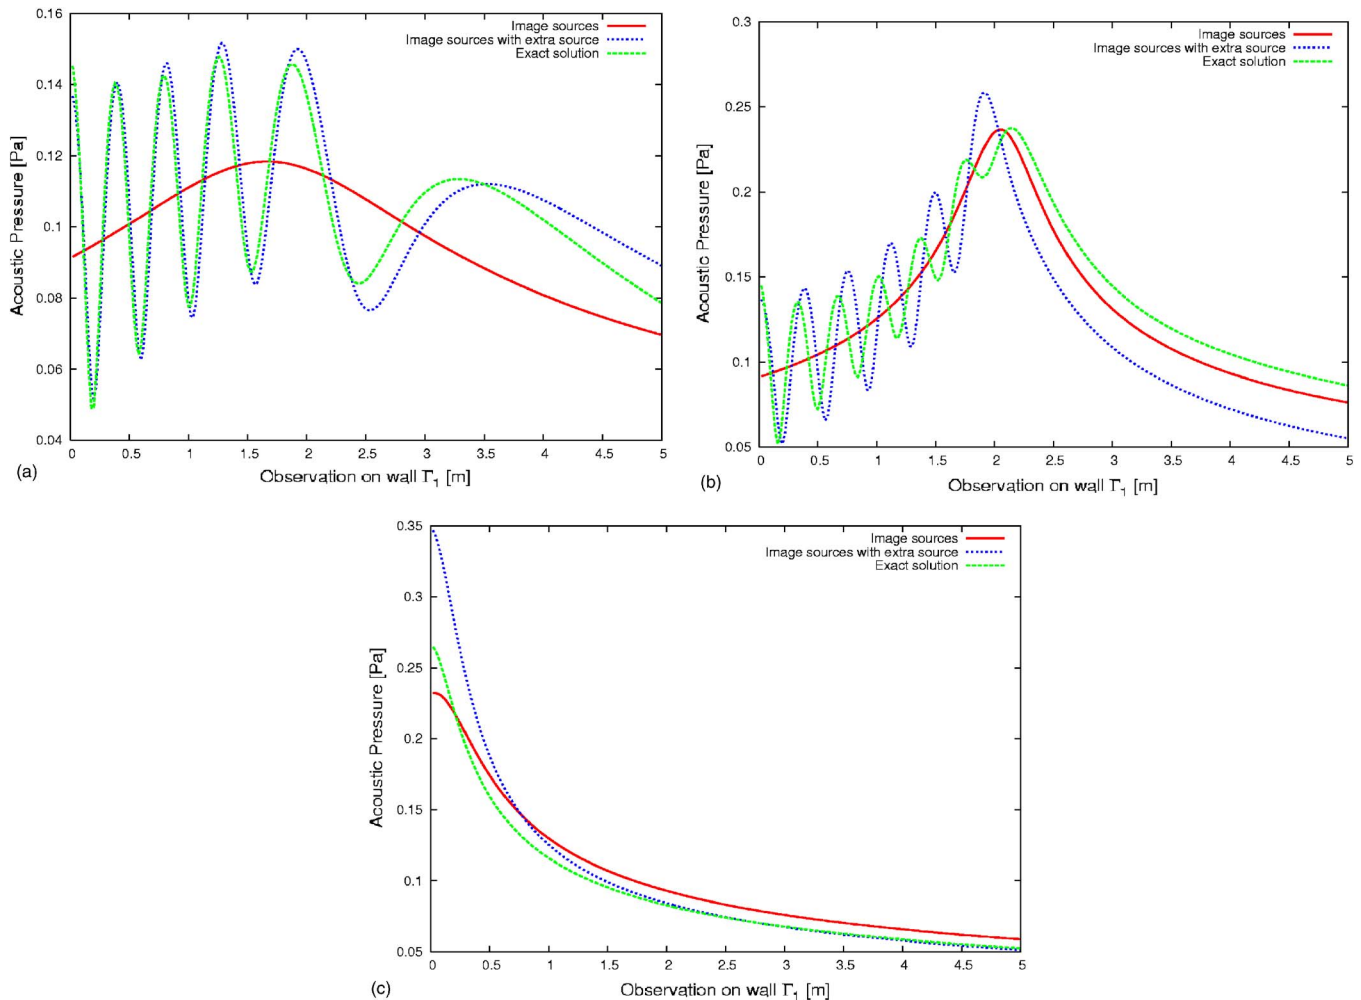 0.16
0.14
0.12
0.1
0.08
0.06
0.04
Acoustic Pressure [Pa]
Image sources
Image sources with extra source
Exact solution
0 0.5 1 1.5 2 2.5 3 3.5 4 4.5 5
(a)
Observation on wall Γ₁ [m]
0.3
0.25
0.2
0.15
0.1
0.05
Acoustic Pressure [Pa]
Image sources
Image sources with extra source
Exact solution
0 0.5 1 1.5 2 2.5 3 3.5 4 4.5 5
(b)
Observation on wall Γ₁ [m]
0.35
0.3
0.25
0.2
0.15
0.1
0.05
Acoustic Pressure [Pa]
Image sources
Image sources with extra source
Exact solution
0 0.5 1 1.5 2 2.5 3 3.5 4 4.5 5
(c)
Observation on wall Γ₁ [m]